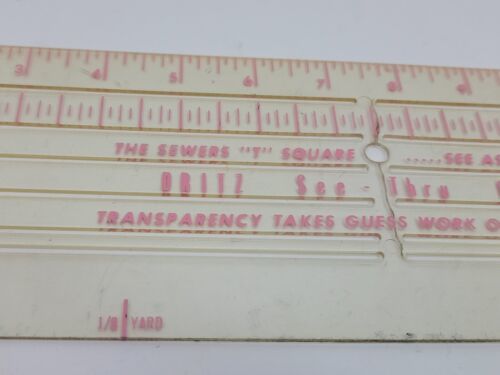 3 4 5 6 7 8 9
THE SEWERS "T" SQUARE .....SEE AS
DRITZ See - Thru
TRANSPARENCY TAKES GUESS WORK O
1/8 YARD